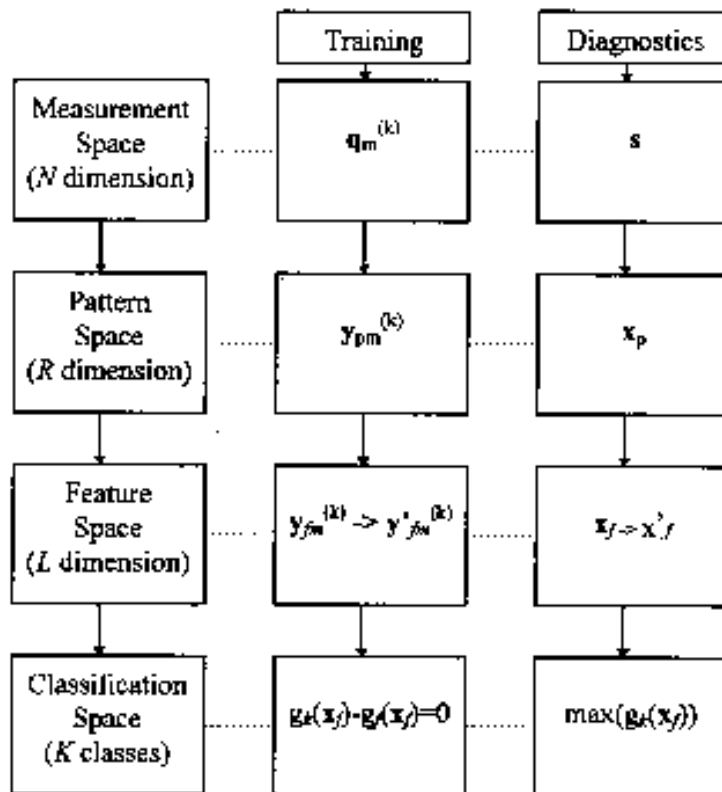 Training
Diagnostics
Measurement
Space
(N dimension)
q_m^(k)
s
Pattern
Space
(R dimension)
y_pm^(k)
x_p
Feature
Space
(L dimension)
y_fm^(k) -> y'_fm^(k)
x_f -> x'_f
Classification
Space
(K classes)
g_k(x_f)-g_l(x_f)=0
max(g_k(x_f))